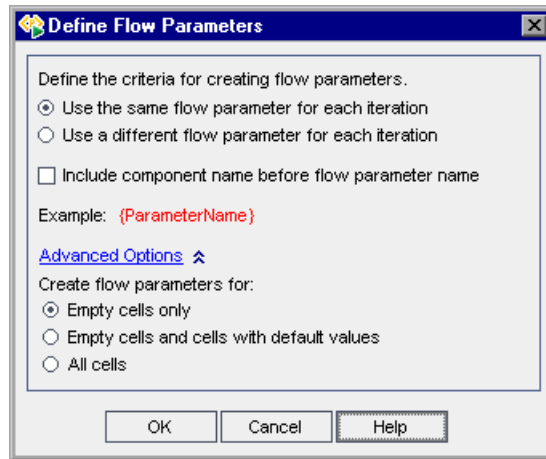 Define Flow Parameters
Define the criteria for creating flow parameters.
Use the same flow parameter for each iteration
Use a different flow parameter for each iteration
Include component name before flow parameter name
Example: {ParameterName}
Advanced Options
Create flow parameters for:
Empty cells only
Empty cells and cells with default values
All cells
OK Cancel Help